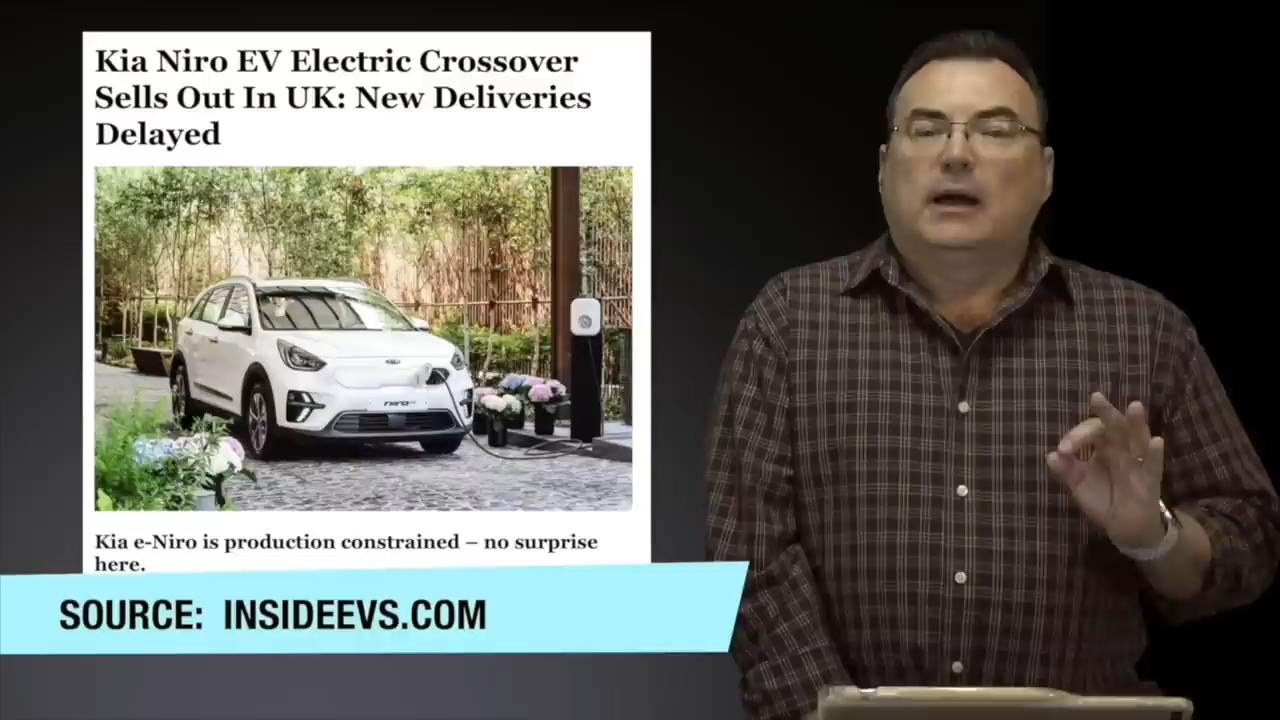 Kia Niro EV Electric Crossover
Sells Out In UK: New Deliveries
Delayed
niro
Kia e-Niro is production constrained – no surprise
here.
SOURCE: INSIDEEVS.COM